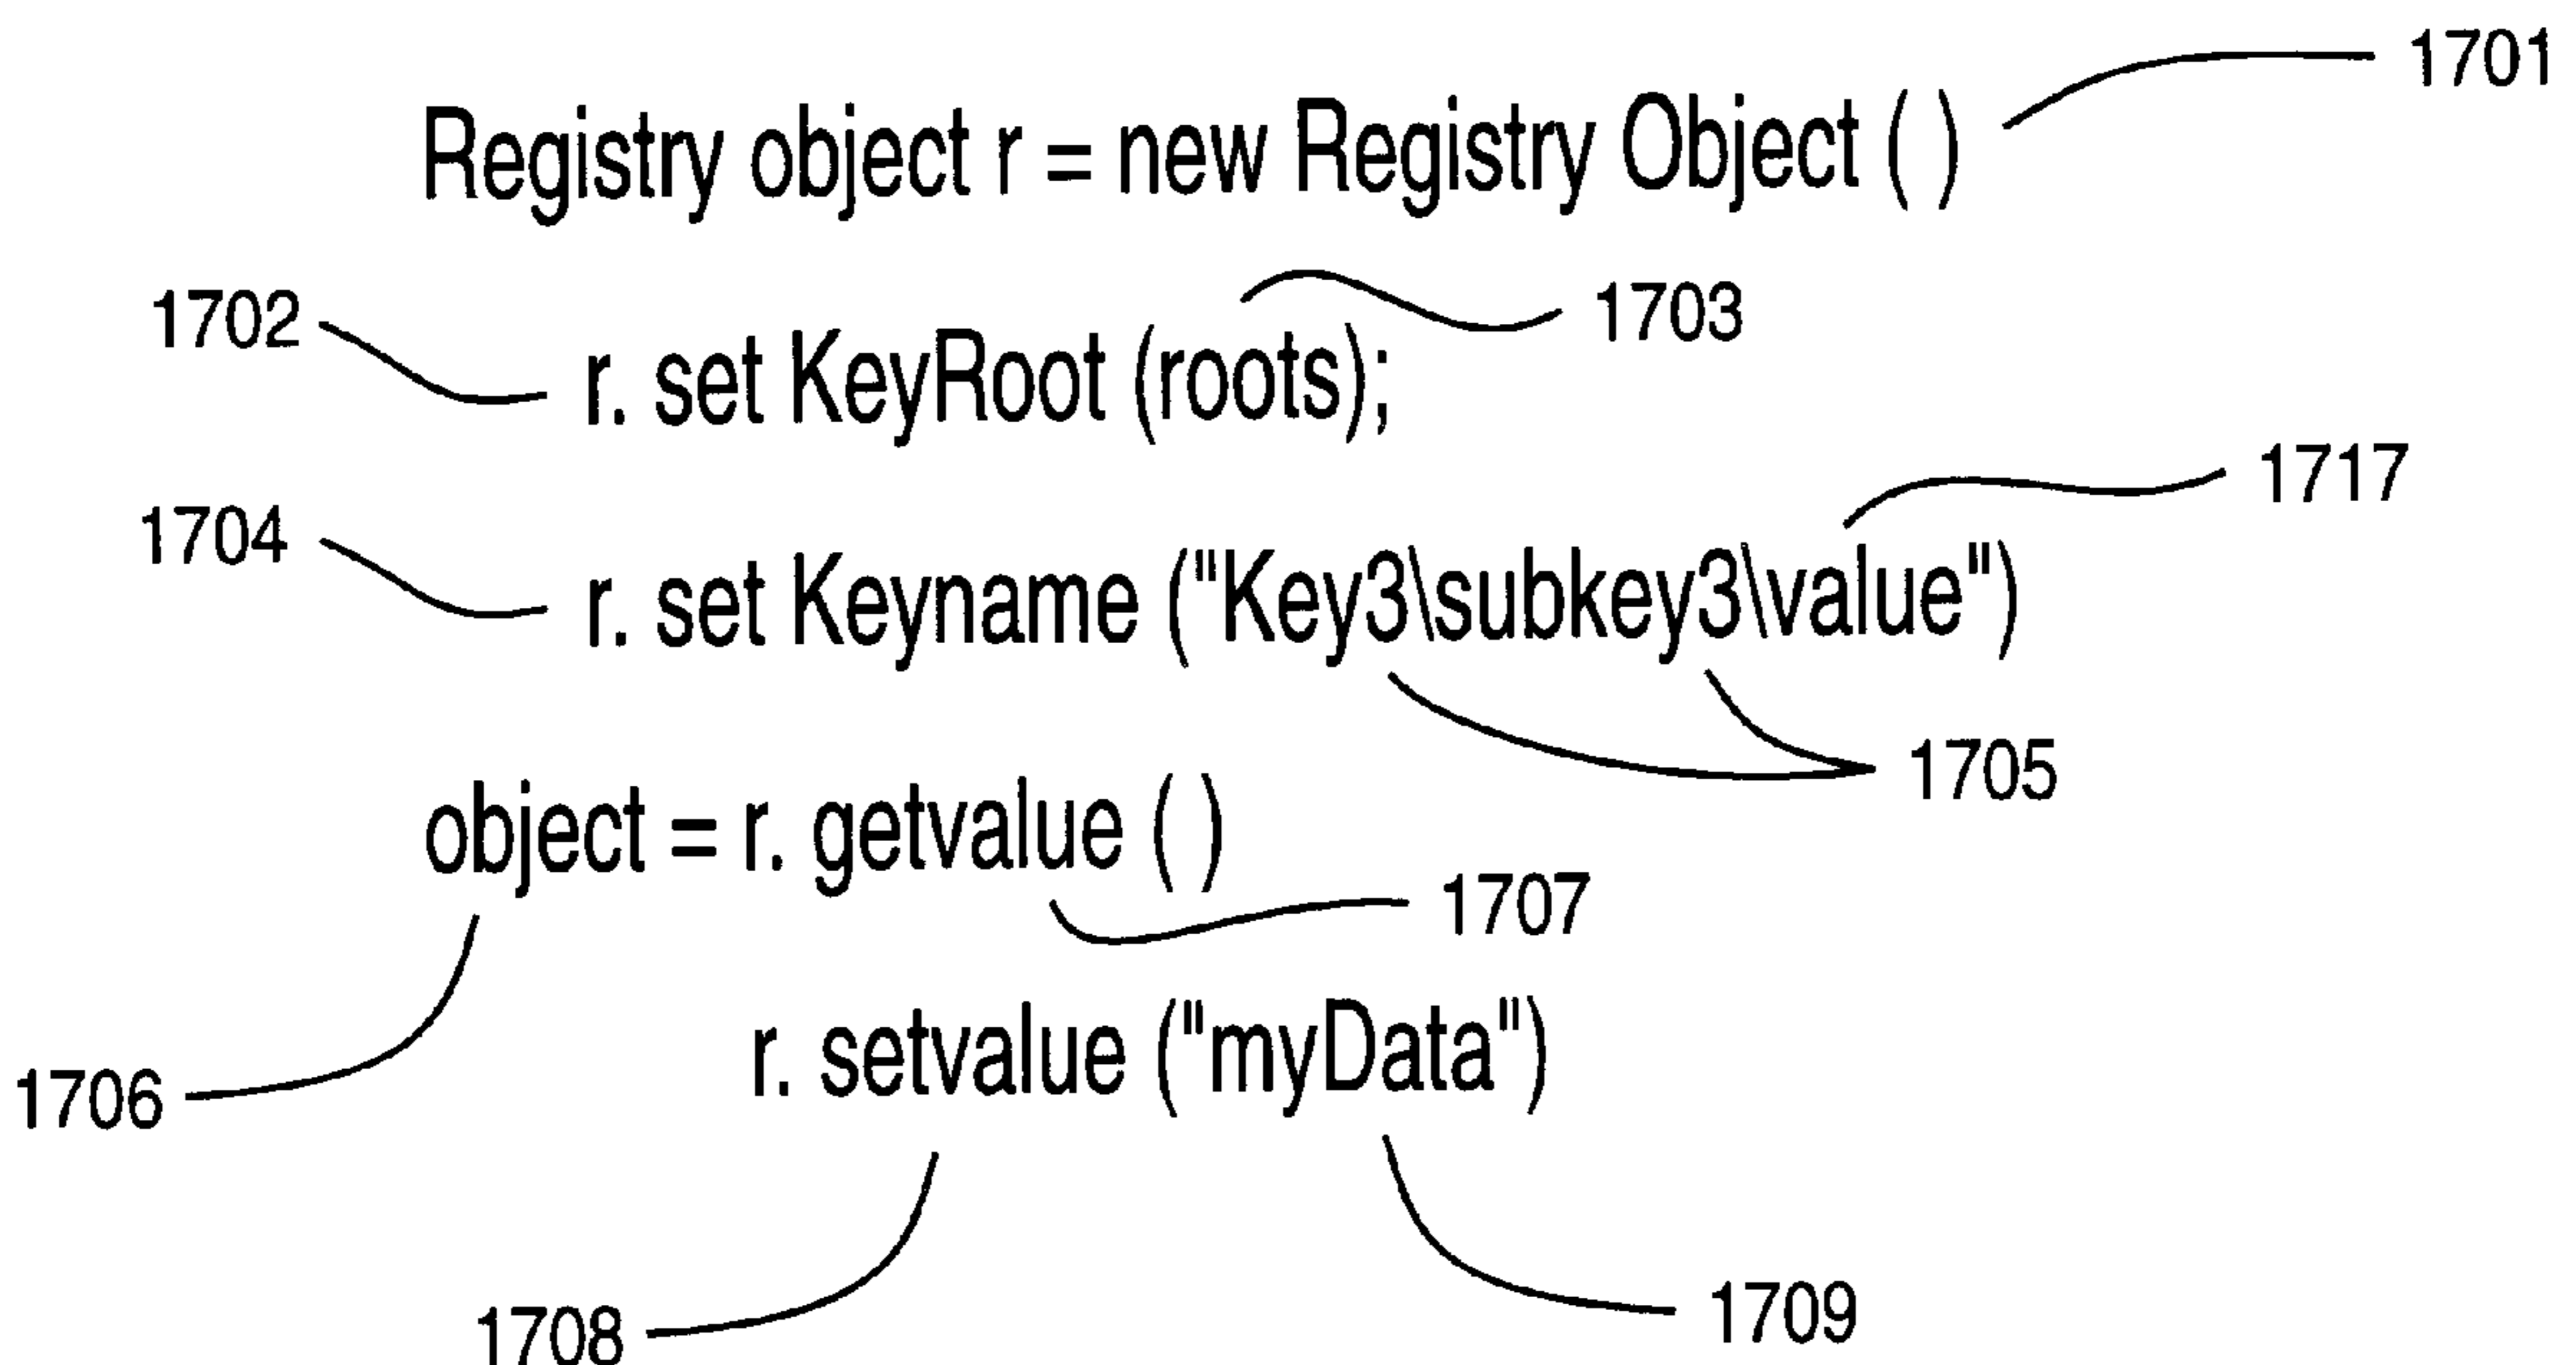 1701
Registry object r = new Registry Object ( )
1702
1703
r. set KeyRoot (roots);
1717
1704
r. set Keyname ("Key3\subkey3\value")
1705
object = r. getvalue ( )
1707
r. setvalue ("myData")
1706
1708
1709